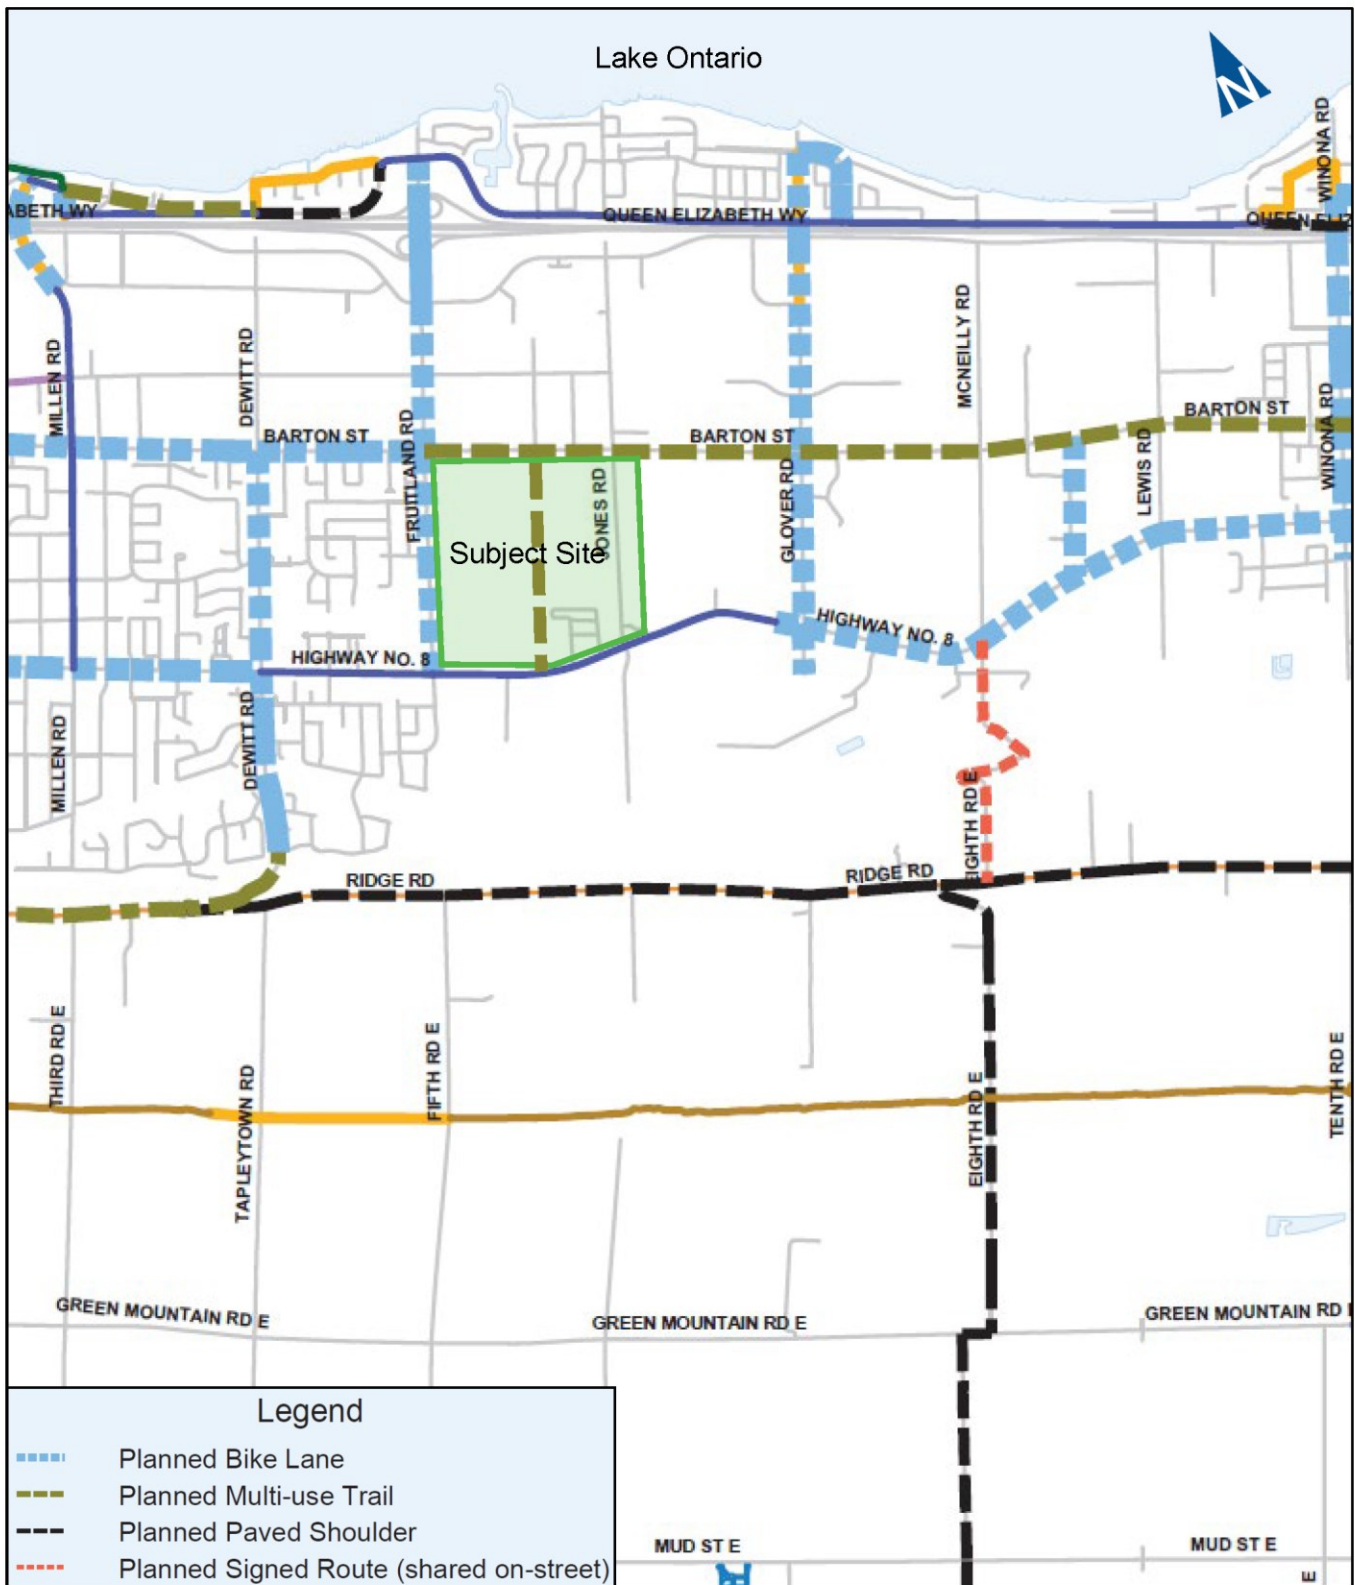 Lake Ontario
N
WINONA RD
ABETH WY
QUEEN ELIZABETH WY
QUEEN ELIZ
MILLEN RD
DEWITT RD
MCNEILLY RD
FRUITLAND RD
BARTON ST
BARTON ST
BARTON ST
WINONA RD
JONES RD
GLOVER RD
LEWIS RD
Subject Site
HIGHWAY NO. 8
HIGHWAY NO. 8
MILLEN RD
DEWITT RD
EIGHTH RD E
RIDGE RD
RIDGE RD
THIRD RD E
TAPLEYTOWN RD
FIFTH RD E
EIGHTH RD E
TENTH RD E
GREEN MOUNTAIN RD E
GREEN MOUNTAIN RD E
GREEN MOUNTAIN RD
Legend
Planned Bike Lane
Planned Multi-use Trail
Planned Paved Shoulder
Planned Signed Route (shared on-street)
MUD ST E
MUD ST E
E